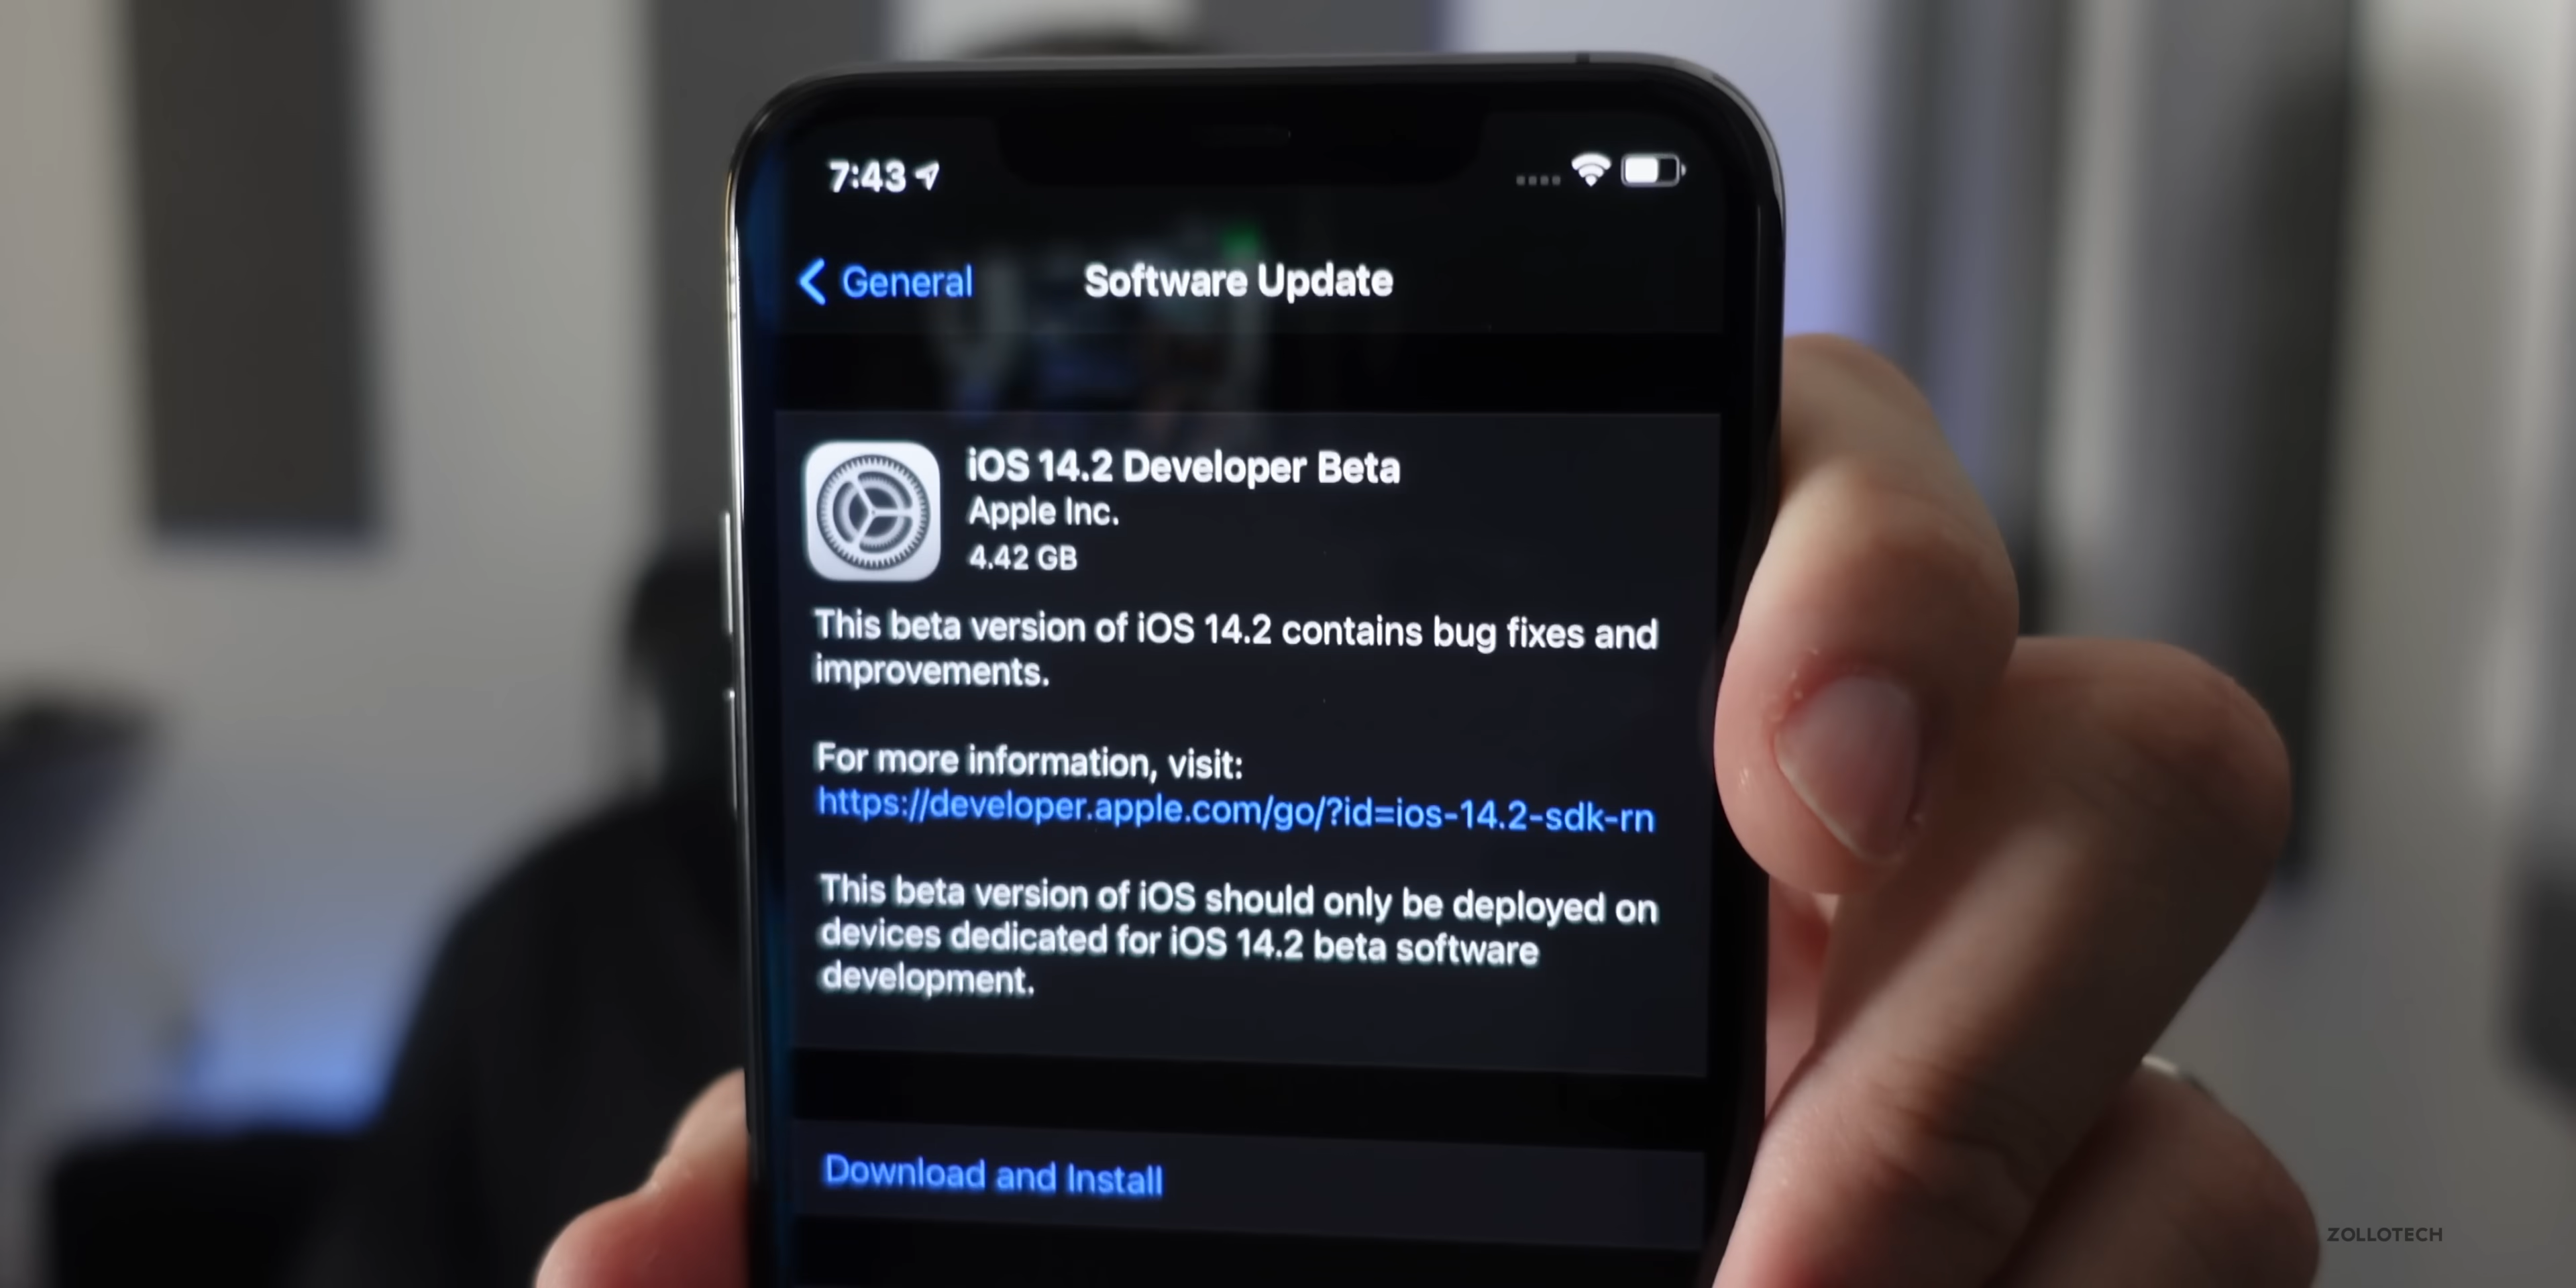 7:43
General
Software Update
iOS 14.2 Developer Beta
Apple Inc.
4.42 GB
This beta version of iOS 14.2 contains bug fixes and
improvements.
For more information, visit:
https://developer.apple.com/go/?id=ios-14.2-sdk-rn
This beta version of iOS should only be deployed on
devices dedicated for iOS 14.2 beta software
development.
Download and Install
ZOLLOTECH